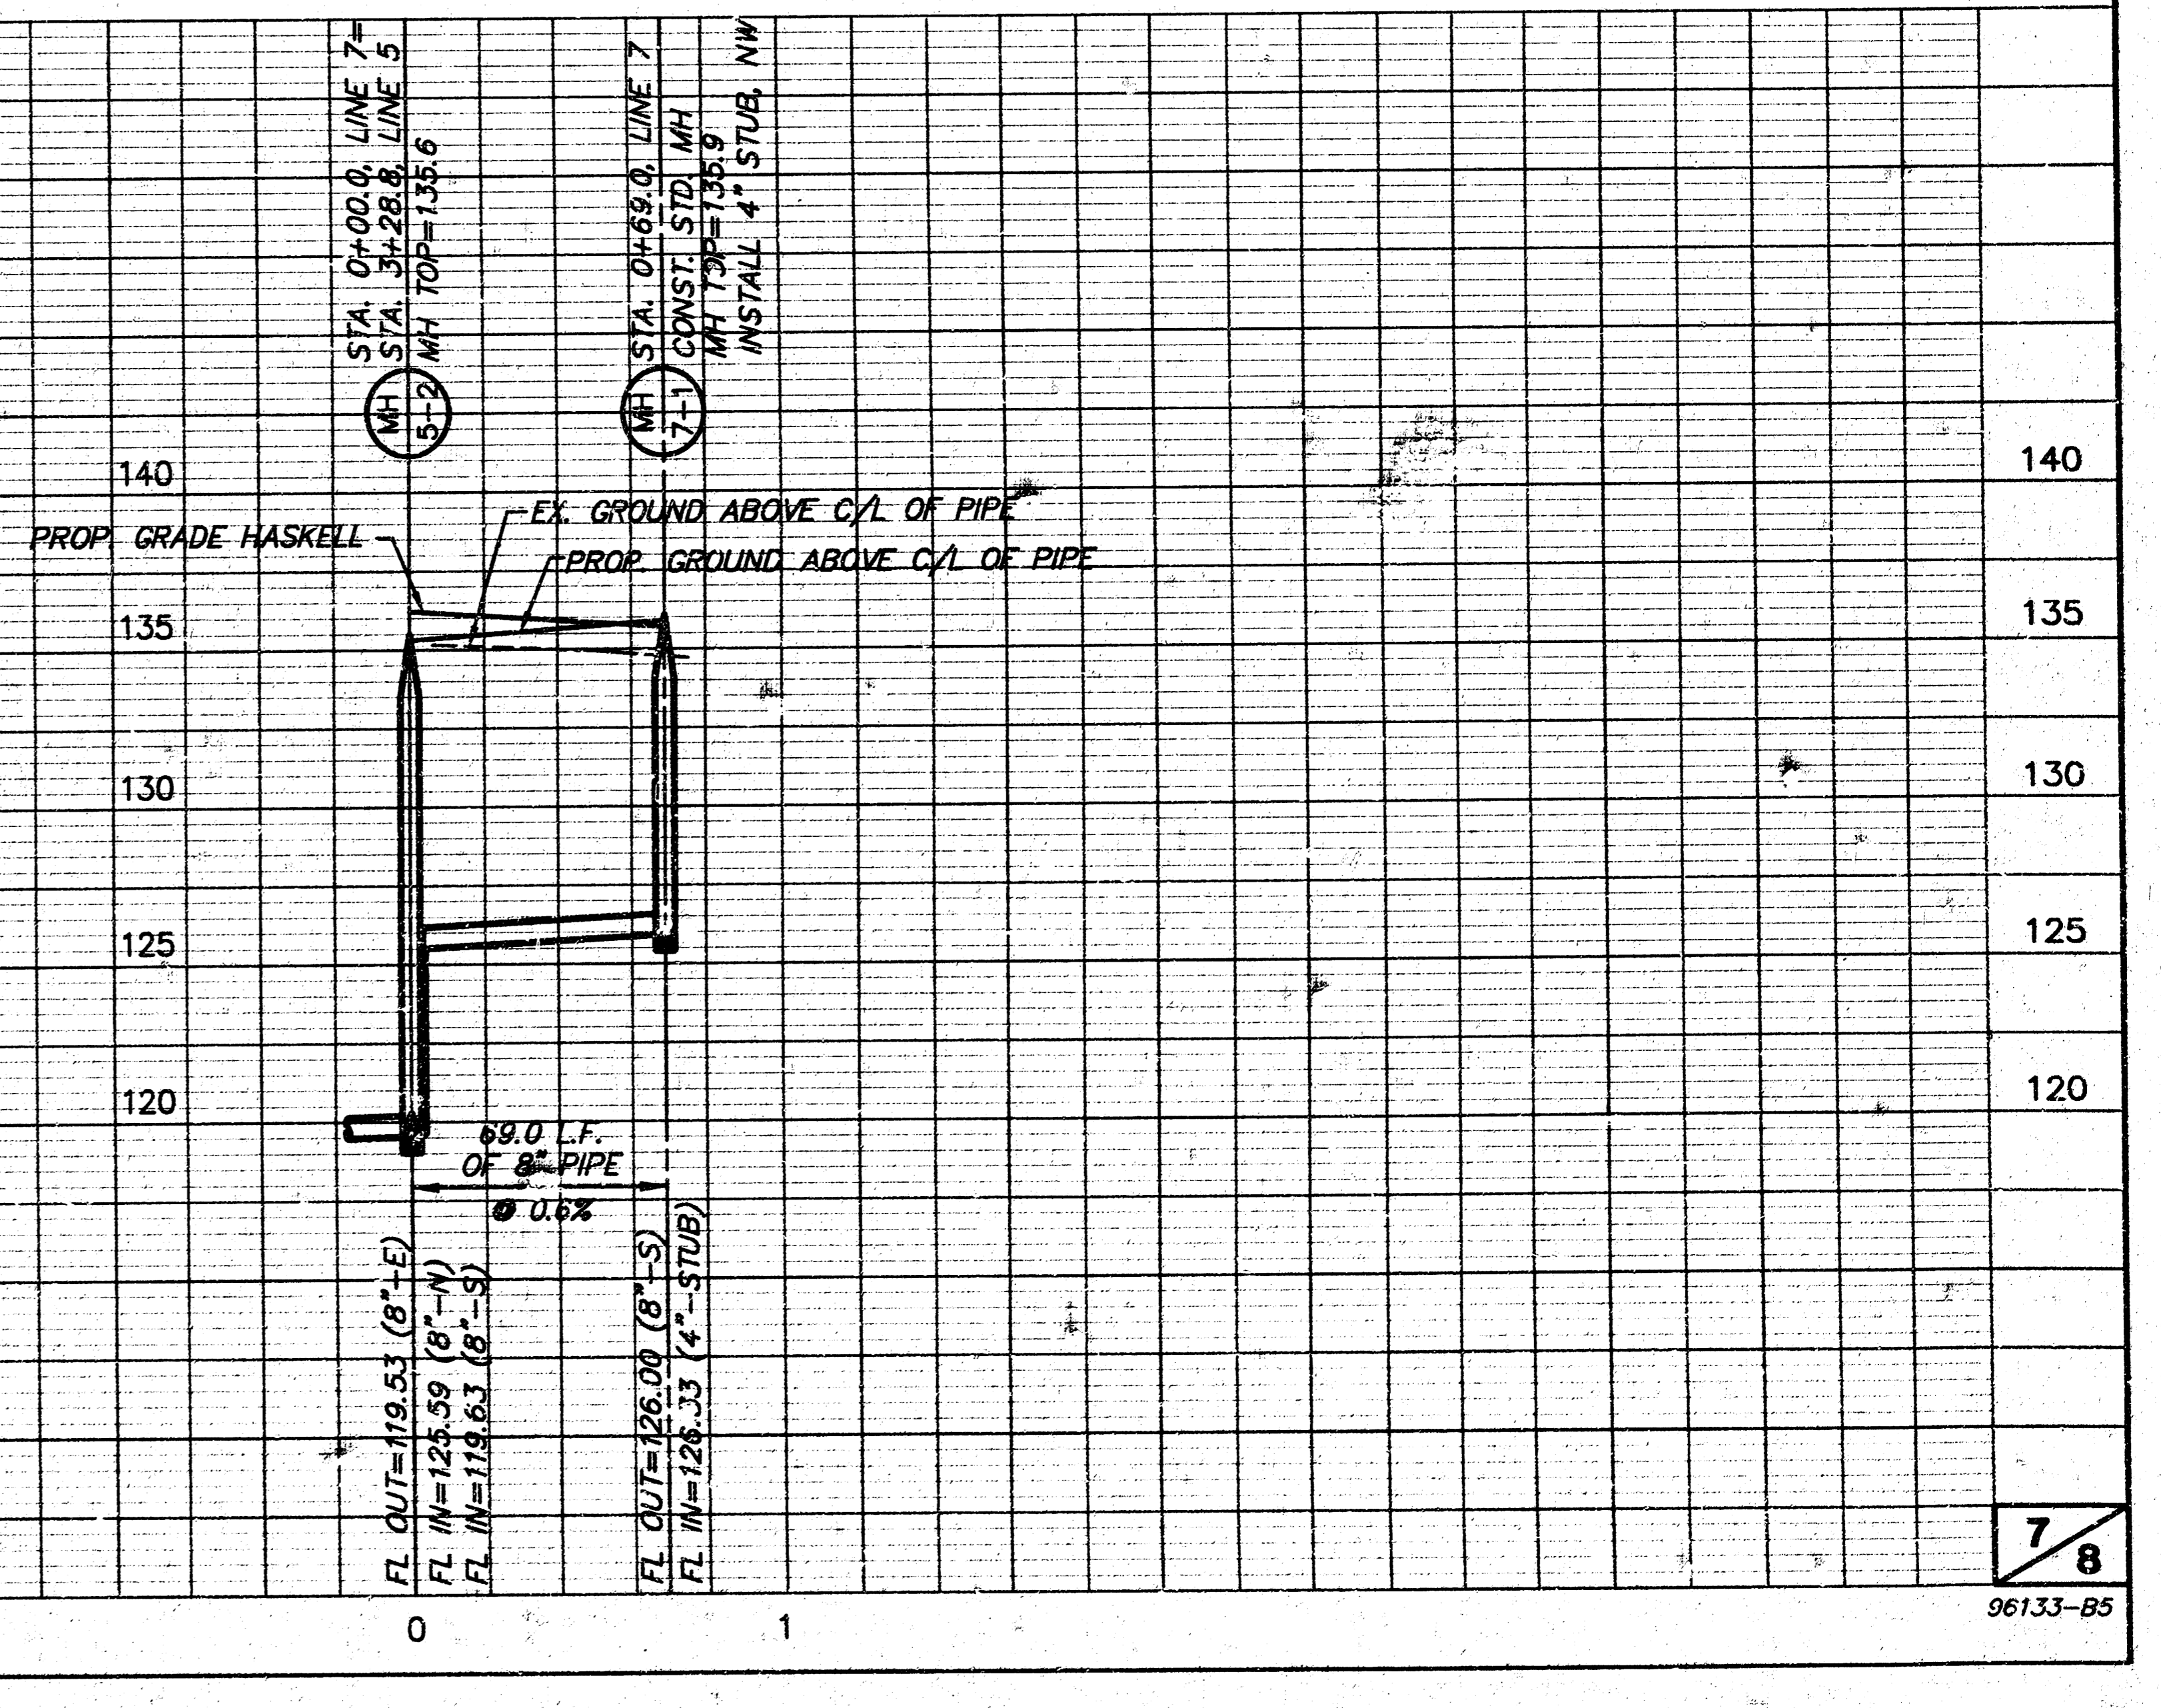 STA. 0+00.0, LINE 7=
STA. 3+28.8, LINE 5
MH TOP=135.6
STA. 0+69.0, LINE 7
CONST. STD. MH
MH TOP=135.9
INSTALL 4" STUB, NW
MH
5-2
MH
7-1
140
140
EX. GROUND ABOVE C/L OF PIPE
PROP. GRADE HASKELL
PROP. GROUND ABOVE C/L OF PIPE
135
135
130
130
125
125
120
120
69.0 L.F.
OF 8" PIPE
@ 0.6%
FL OUT=119.53 (8"-E)
FL IN=125.59 (8"-N)
FL IN=119.63 (8"-S)
FL OUT=126.00 (8"-S)
FL IN=126.33 (4"-STUB)
7
8
96133-B5
0
1